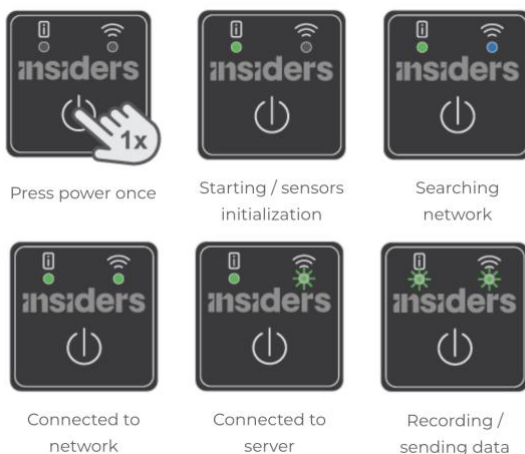 insiders
insiders
insiders
1x
Press power once
Starting / sensors
initialization
Searching
network
insiders
insiders
insiders
Connected to
network
Connected to
server
Recording /
sending data